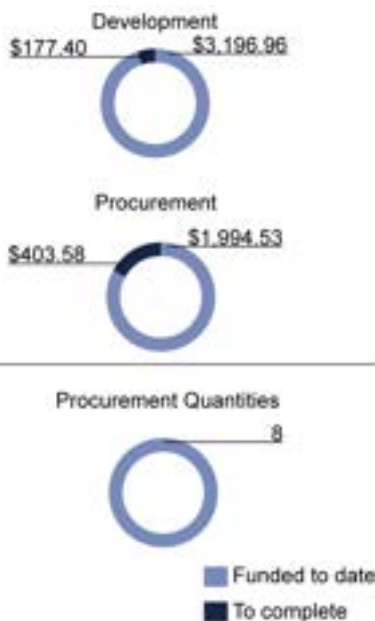 Development
$177.40 $3,196.96
Procurement
$1,994.53
$403.58
Procurement Quantities
8
Funded to date
To complete